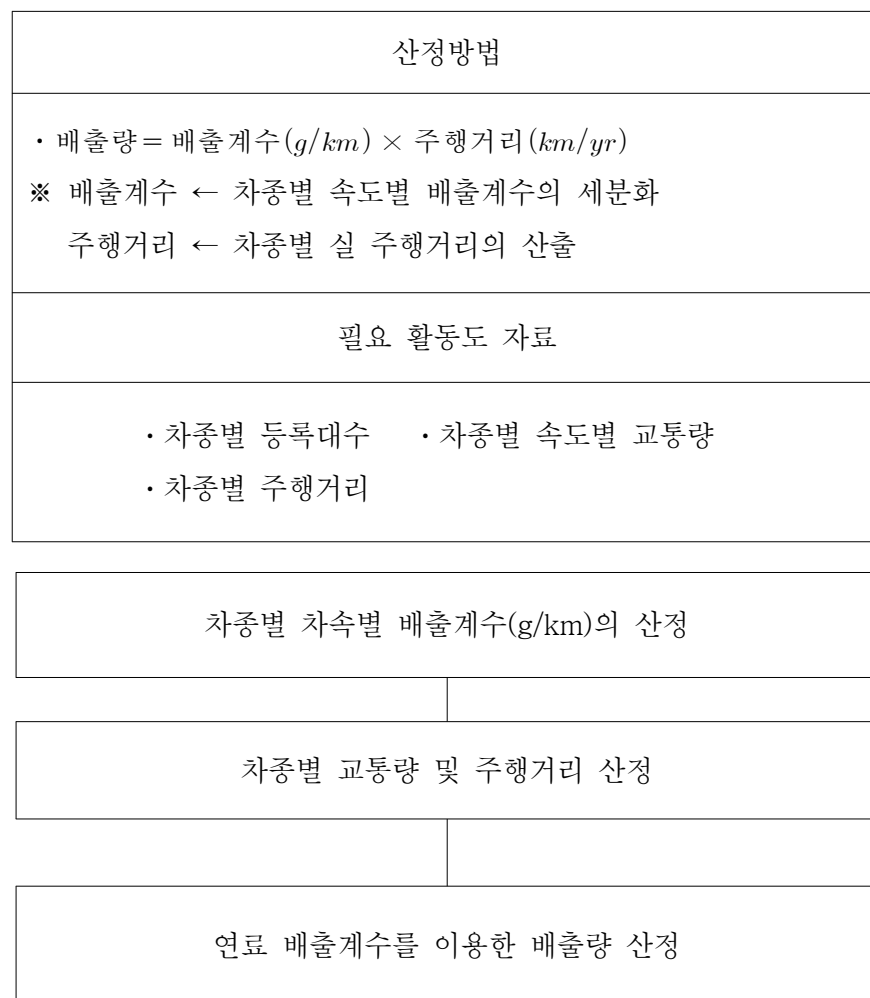 산정방법
· 배출량 = 배출계수(g/km) × 주행거리(km/yr)
※ 배출계수 ← 차종별 속도별 배출계수의 세분화
주행거리 ← 차종별 실 주행거리의 산출
필요 활동도 자료
· 차종별 등록대수 · 차종별 속도별 교통량
· 차종별 주행거리
차종별 차속별 배출계수(g/km)의 산정
차종별 교통량 및 주행거리 산정
연료 배출계수를 이용한 배출량 산정